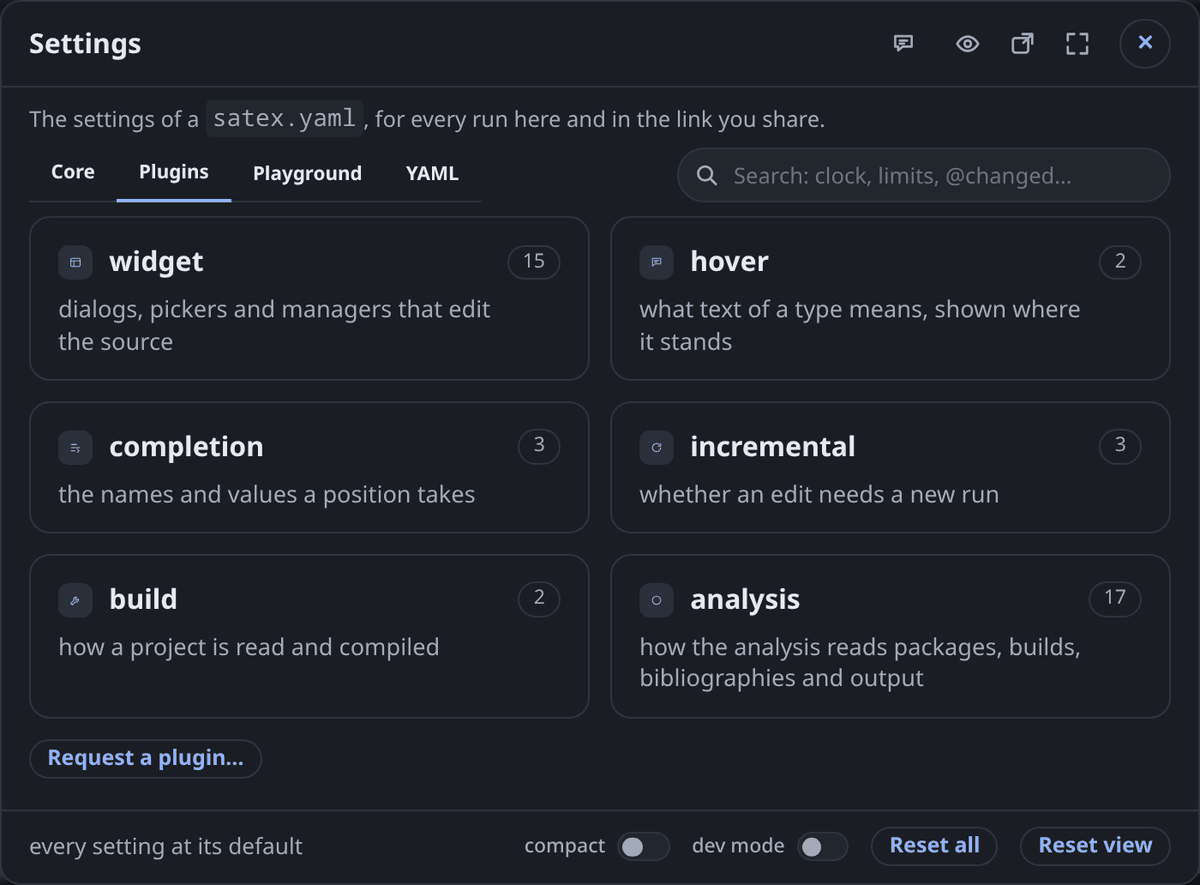 Settings
The settings of a satex.yaml, for every run here and in the link you share.
Core Plugins Playground YAML
Search: clock, limits, @changed...
widget 15
dialogs, pickers and managers that edit
the source
hover 2
what text of a type means, shown where
it stands
completion 3
the names and values a position takes
incremental 3
whether an edit needs a new run
build 2
how a project is read and compiled
analysis 17
how the analysis reads packages, builds,
bibliographies and output
Request a plugin...
every setting at its default
compact dev mode Reset all Reset view